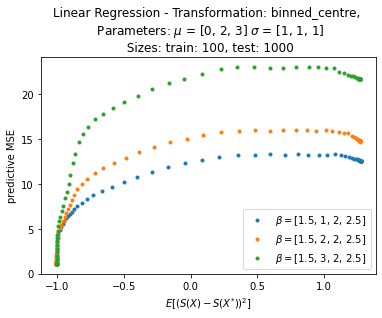 Linear Regression - Transformation: binned_centre,
Parameters: μ = [0, 2, 3] σ = [1, 1, 1]
Sizes: train: 100, test: 1000
predictive MSE
20
15
10
5
0
β = [1.5, 1, 2, 2.5]
β = [1.5, 2, 2, 2.5]
β = [1.5, 3, 2, 2.5]
−1.0 −0.5 0.0 0.5 1.0
E[(S(X) − S(X*))²]